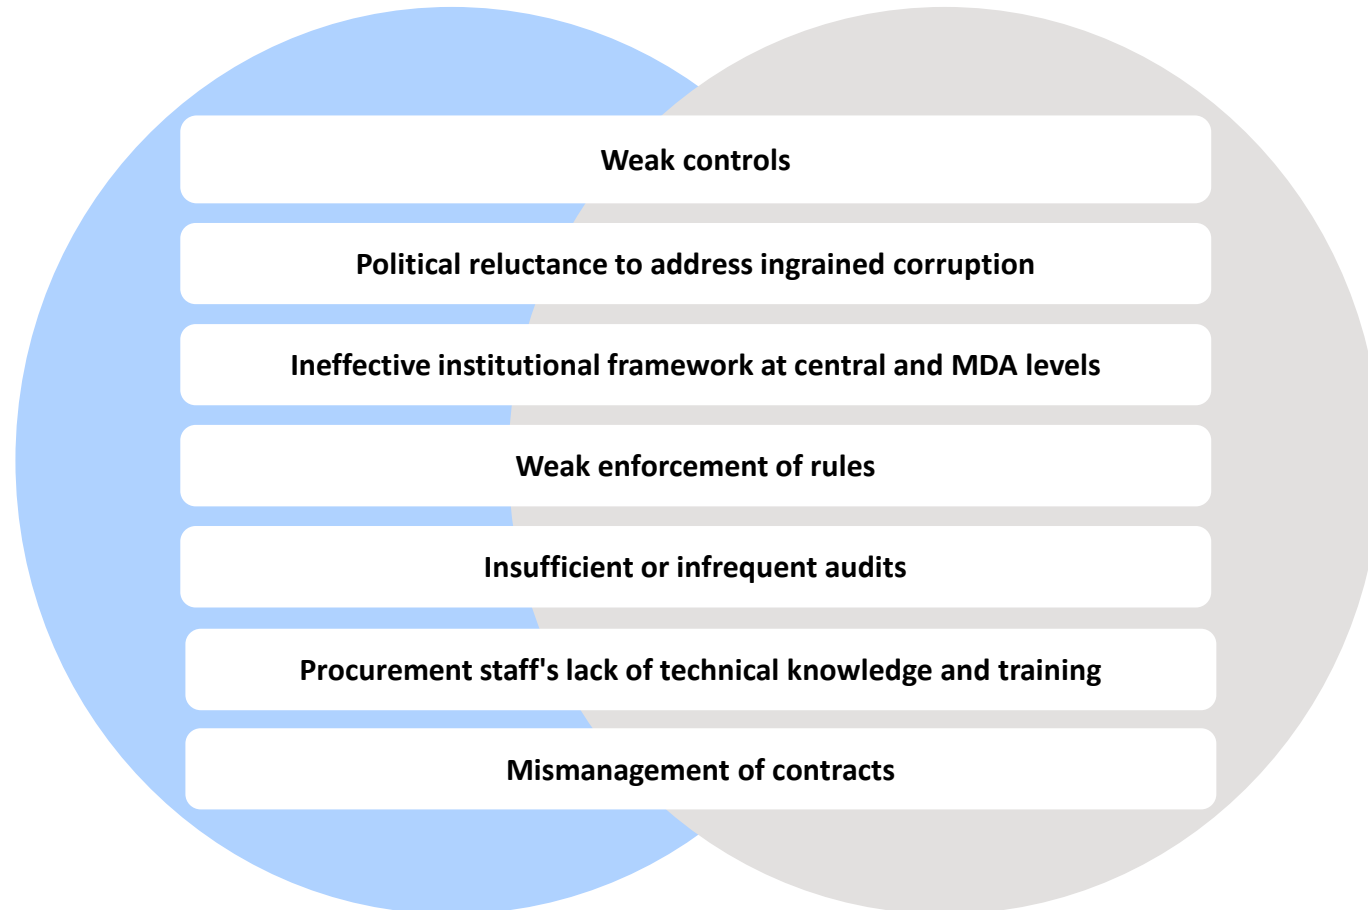 Weak controls
Political reluctance to address ingrained corruption
Ineffective institutional framework at central and MDA levels
Weak enforcement of rules
Insufficient or infrequent audits
Procurement staff's lack of technical knowledge and training
Mismanagement of contracts